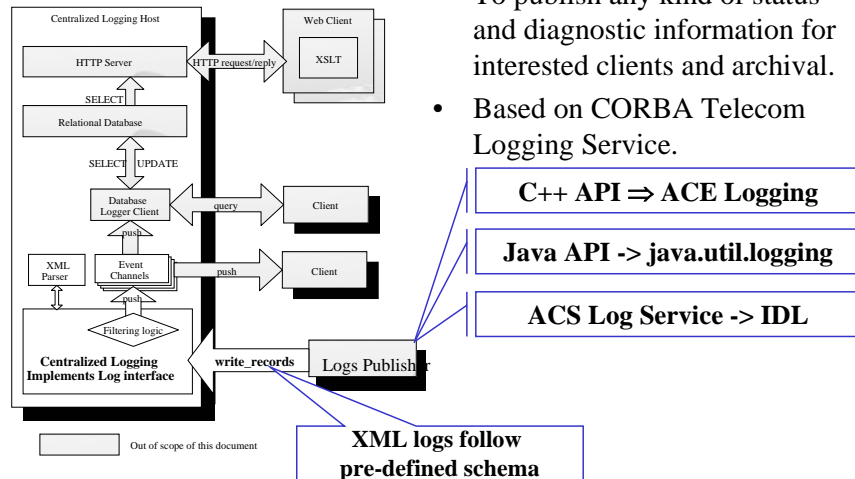 To publish any kind of status
and diagnostic information for
interested clients and archival.
• Based on CORBA Telecom
Logging Service.
C++ API ⇒ ACE Logging
Java API -> java.util.logging
ACS Log Service -> IDL
Centralized Logging Host
HTTP Server
HTTP request/reply
Web Client
XSLT
SELECT
Relational Database
SELECT UPDATE
Database
Logger Client
query
Client
push
XML
Parser
Event
Channels
push
Client
push
Filtering logic
Centralized Logging
Implements Log interface
write_records
Logs Publisher
Out of scope of this document
XML logs follow
pre-defined schema